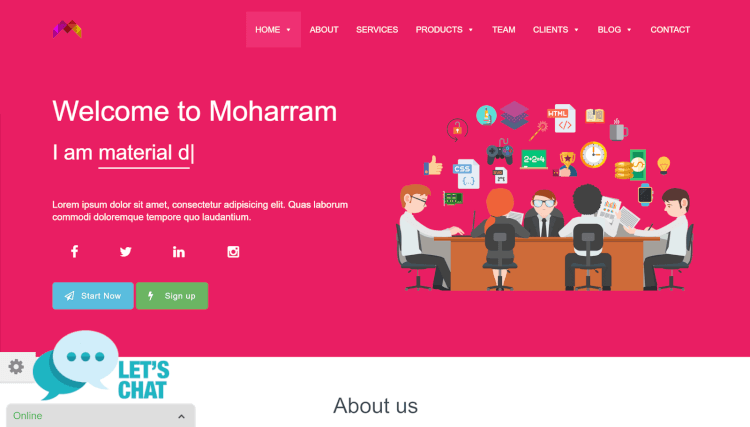 HOME ABOUT SERVICES PRODUCTS TEAM CLIENTS BLOG CONTACT
Welcome to Moharram
I am material d|
Lorem ipsum dolor sit amet, consectetur adipisicing elit. Quas laborum
commodi doloremque tempore quo laudantium.
Start Now Sign up
HTML
</>
2+2=4
CSS
{..}
LET'S
CHAT
Online
About us